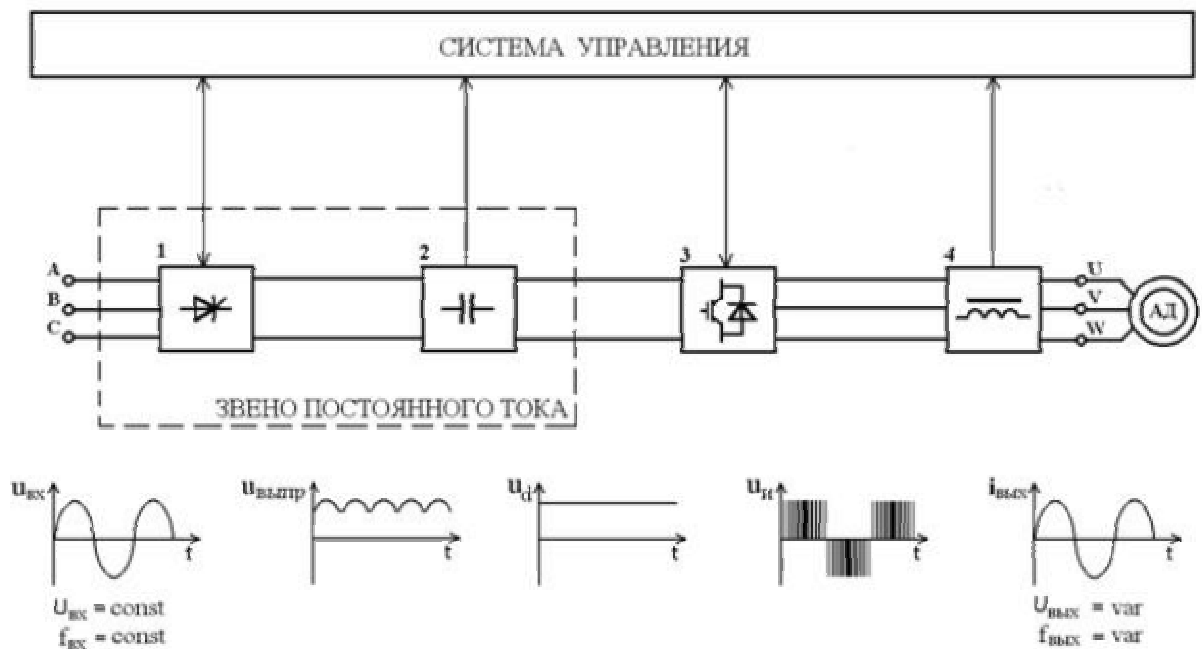 СИСТЕМА УПРАВЛЕНИЯ
1
2
3
4
A
B
C
U
V
W
АД
ЗВЕНО ПОСТОЯННОГО ТОКА
uвх
t
uвыпр
t
ud
t
uи
t
iвых
t
Uвх = const
fвх = const
Uвых = var
fвых = var